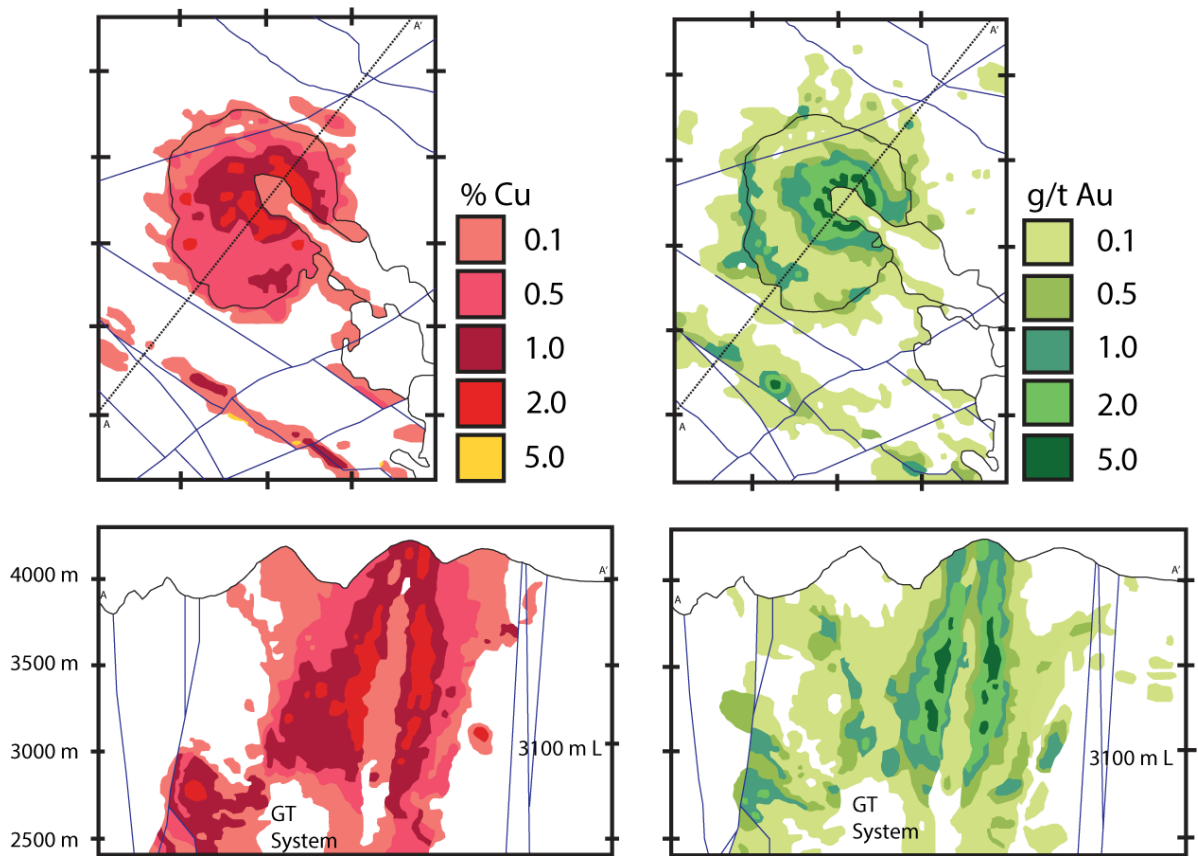 A'
A
% Cu
0.1
0.5
1.0
2.0
5.0
A'
A
g/t Au
0.1
0.5
1.0
2.0
5.0
4000 m
3500 m
3000 m
2500 m
A
A'
3100 m L
GT
System
A
A'
3100 m L
GT
System